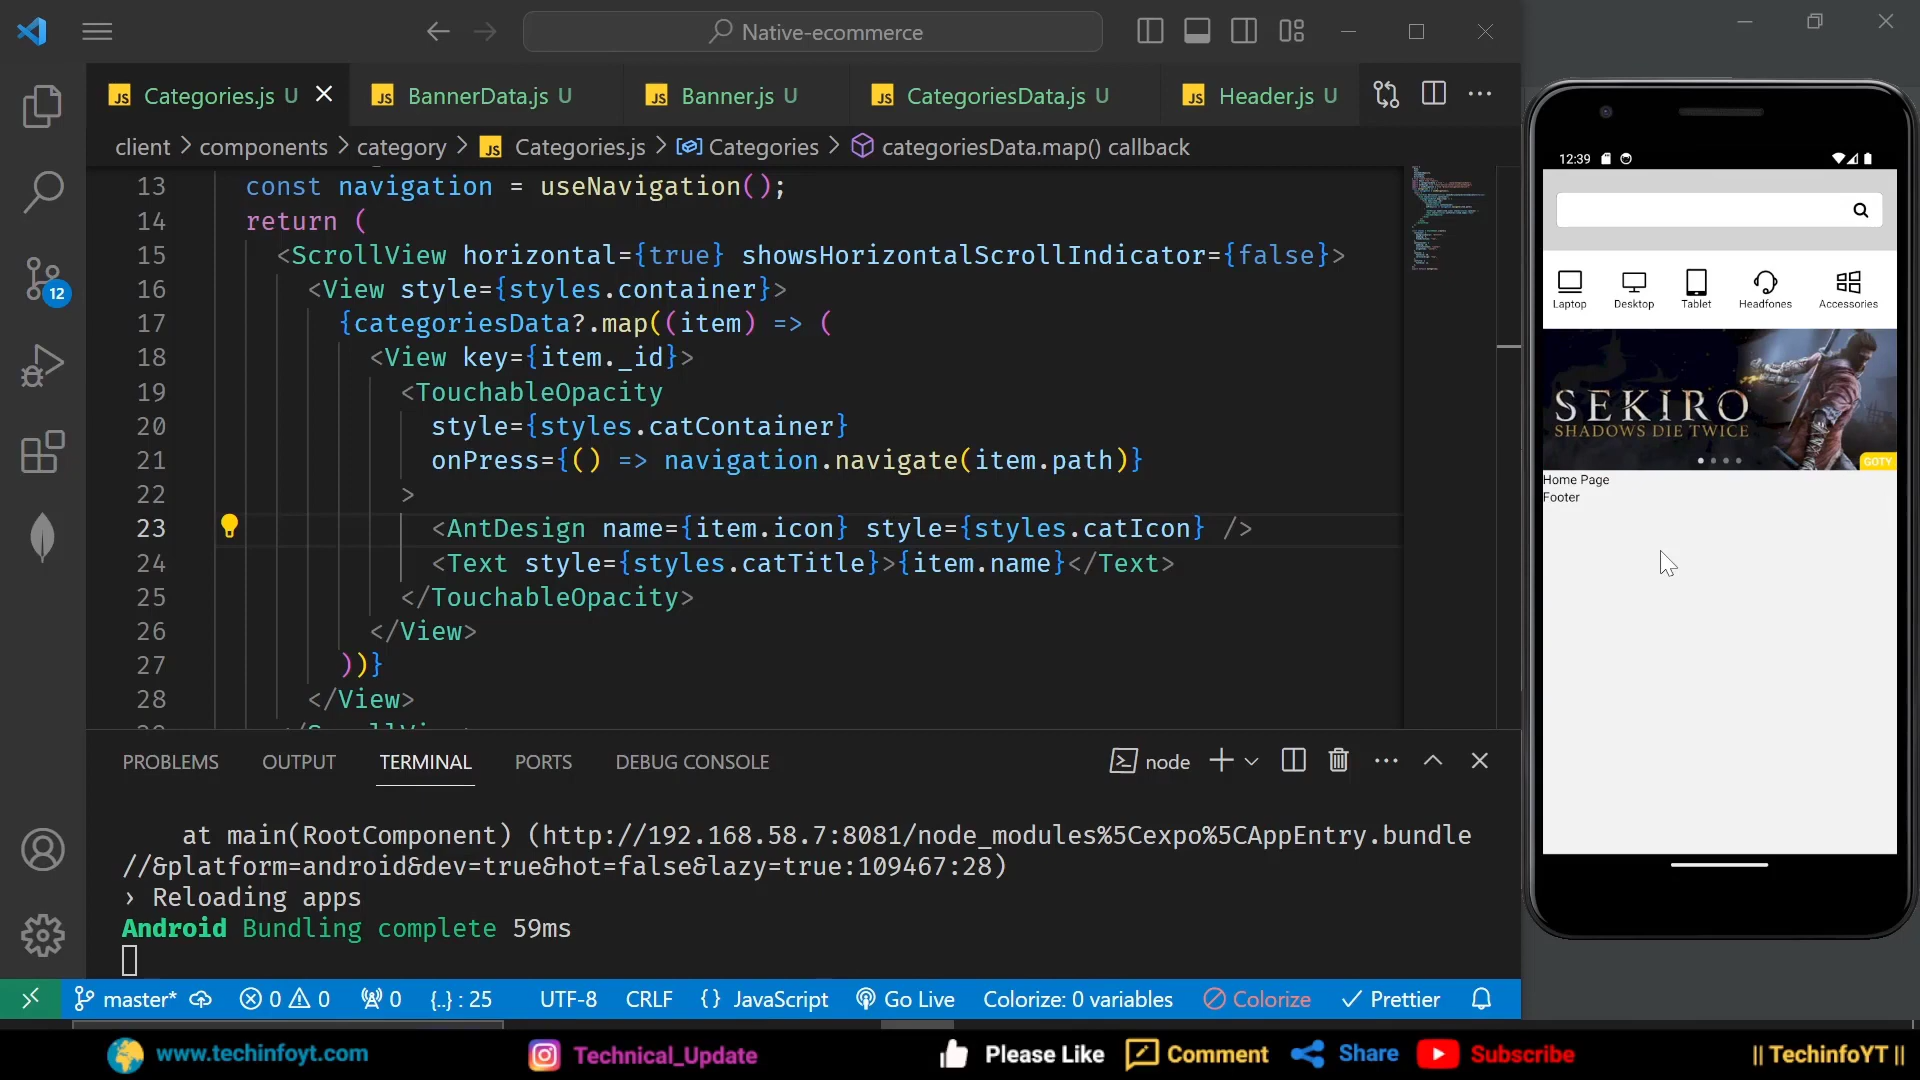 Native-ecommerce
JS Categories.js U
JS BannerData.js U
JS Banner.js U
JS CategoriesData.js U
JS Header.js U
client > components > category > JS Categories.js > Categories > categoriesData.map() callback
13 const navigation = useNavigation();
14 return (
15 <ScrollView horizontal={true} showsHorizontalScrollIndicator={false}>
16 <View style={styles.container}>
17 {categoriesData?.map((item) => (
18 <View key={item._id}>
19 <TouchableOpacity
20 style={styles.catContainer}
21 onPress={() => navigation.navigate(item.path)}
22 >
23 <AntDesign name={item.icon} style={styles.catIcon} />
24 <Text style={styles.catTitle}>{item.name}</Text>
25 </TouchableOpacity>
26 </View>
27 ))}
28 </View>
12
PROBLEMS OUTPUT TERMINAL PORTS DEBUG CONSOLE
node
at main(RootComponent) (http://192.168.58.7:8081/node_modules%5Cexpo%5CAppEntry.bundle
//&platform=android&dev=true&hot=false&lazy=true:109467:28)
› Reloading apps
Android Bundling complete 59ms
master* 0 0 0 {..} : 25 UTF-8 CRLF {} JavaScript Go Live Colorize: 0 variables Colorize Prettier
12:39
Laptop Desktop Tablet Headfones Accessories
SEKIRO
SHADOWS DIE TWICE
GOTY
Home Page
Footer
www.techinfoyt.com Technical_Update Please Like Comment Share Subscribe || TechinfoYT ||